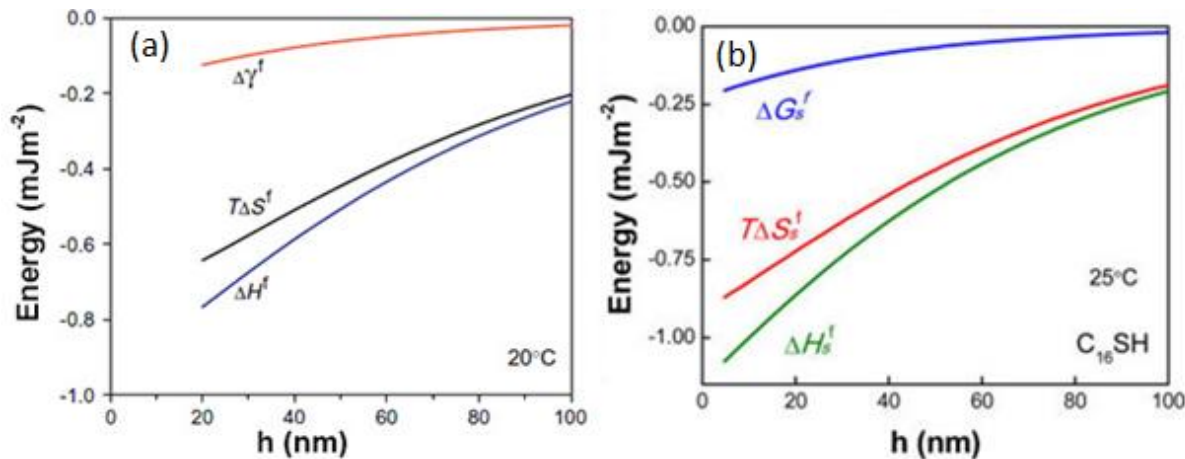 (a)
0.0
-0.2
-0.4
-0.6
-0.8
-1.0
Energy (mJm⁻²)
Δγᶠ
TΔSᶠ
ΔHᶠ
20°C
0 20 40 60 80 100
h (nm)
(b)
0.00
-0.25
-0.50
-0.75
-1.00
Energy (mJm⁻²)
ΔGₛᶠ
TΔSₛᶠ
ΔHₛᶠ
25°C
C₁₆SH
0 20 40 60 80 100
h (nm)